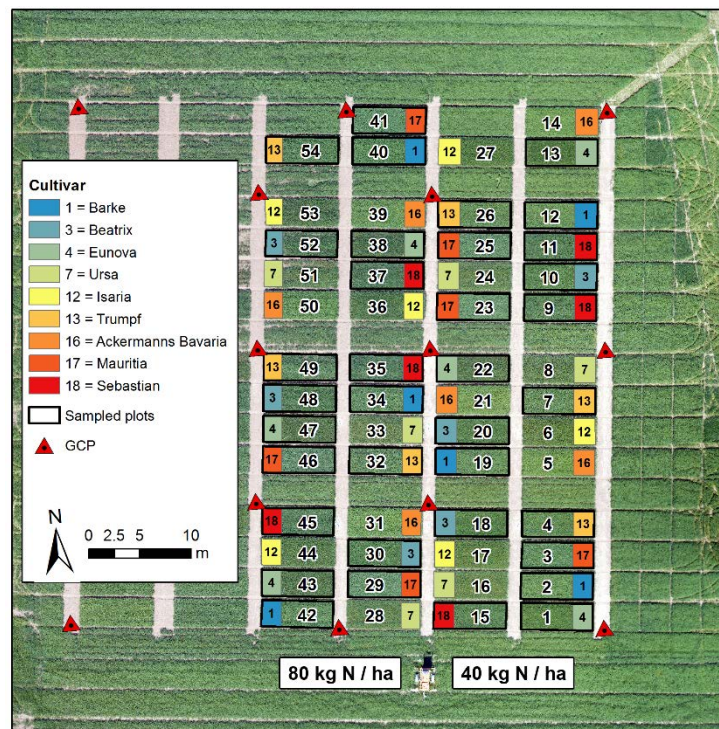 41 17 14 16
13 54 40 1 12 27 13 4
12 53 39 16 13 26 12 1
3 52 38 4 17 25 11 18
7 51 37 18 7 24 10 3
16 50 36 12 17 23 9 18
13 49 35 18 4 22 8 7
3 48 34 1 16 21 7 13
4 47 33 7 3 20 6 12
17 46 32 13 1 19 5 16
18 45 31 16 3 18 4 13
12 44 30 3 12 17 3 17
4 43 29 17 7 16 2 1
1 42 28 7 18 15 1 4
Cultivar
1 = Barke
3 = Beatrix
4 = Eunova
7 = Ursa
12 = Isaria
13 = Trumpf
16 = Ackermanns Bavaria
17 = Mauritia
18 = Sebastian
Sampled plots
GCP
N
0 2.5 5 10
m
80 kg N / ha 40 kg N / ha